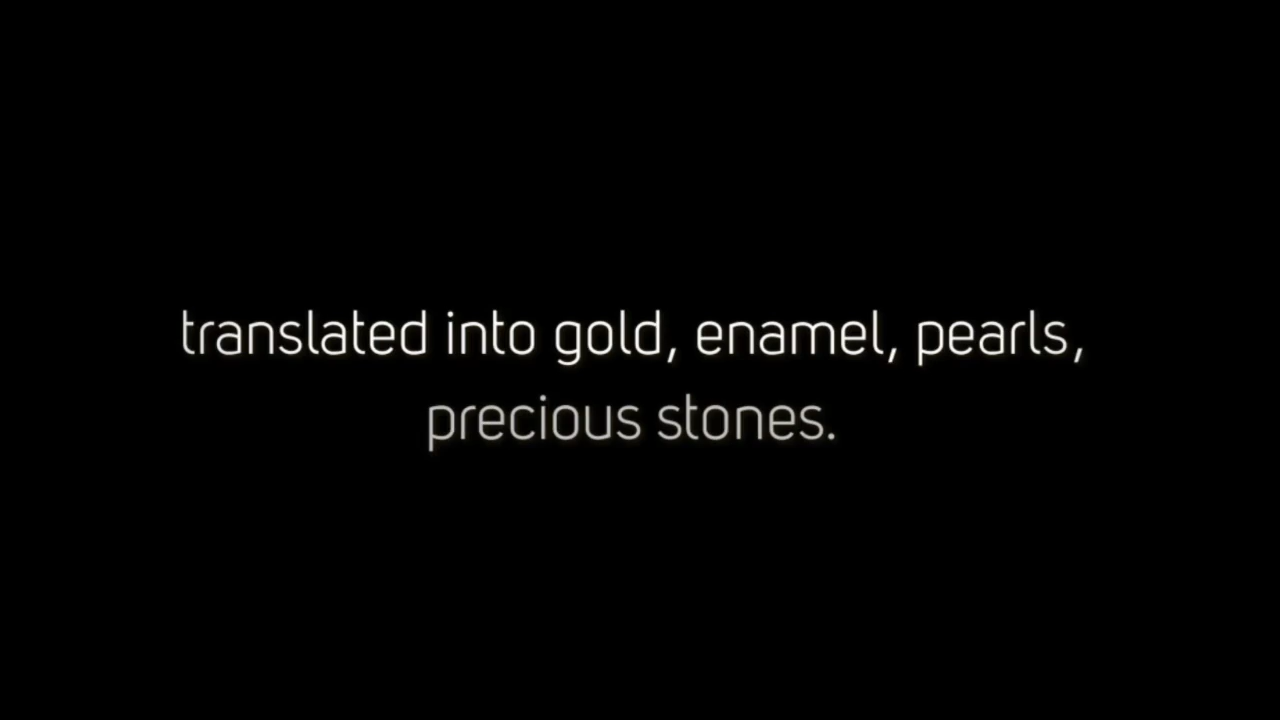 translated into gold, enamel, pearls,
precious stones.